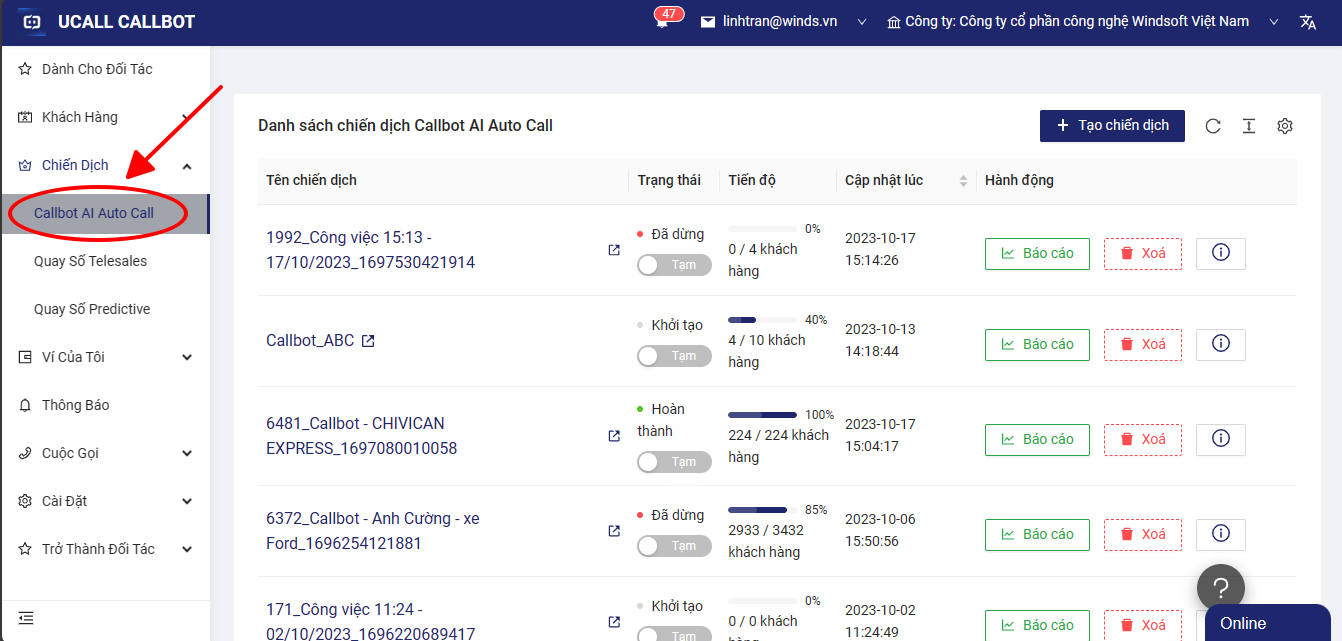 UCALL CALLBOT
47
linhtran@winds.vn
Công ty: Công ty cổ phần công nghệ Windsoft Việt Nam
Dành Cho Đối Tác
Khách Hàng
Chiến Dịch
Callbot AI Auto Call
Quay Số Telesales
Quay Số Predictive
Ví Của Tôi
Thông Báo
Cuộc Gọi
Cài Đặt
Trở Thành Đối Tác
Danh sách chiến dịch Callbot AI Auto Call
+ Tạo chiến dịch
Tên chiến dịch
Trạng thái
Tiến độ
Cập nhật lúc
Hành động
1992_Công việc 15:13 -
17/10/2023_1697530421914
Đã dừng
Tạm
0%
0 / 4 khách
hàng
2023-10-17
15:14:26
Báo cáo
Xoá
Callbot_ABC
Khởi tạo
Tạm
40%
4 / 10 khách
hàng
2023-10-13
14:18:44
Báo cáo
Xoá
6481_Callbot - CHIVICAN
EXPRESS_1697080010058
Hoàn
thành
Tạm
100%
224 / 224 khách
hàng
2023-10-17
15:04:17
Báo cáo
Xoá
6372_Callbot - Anh Cường - xe
Ford_1696254121881
Đã dừng
Tạm
85%
2933 / 3432
khách hàng
2023-10-06
15:50:56
Báo cáo
Xoá
171_Công việc 11:24 -
02/10/2023_1696220689417
Khởi tạo
Tạm
0%
0 / 0 khách
hàng
2023-10-02
11:24:49
Báo cáo
Xoá
?
Online